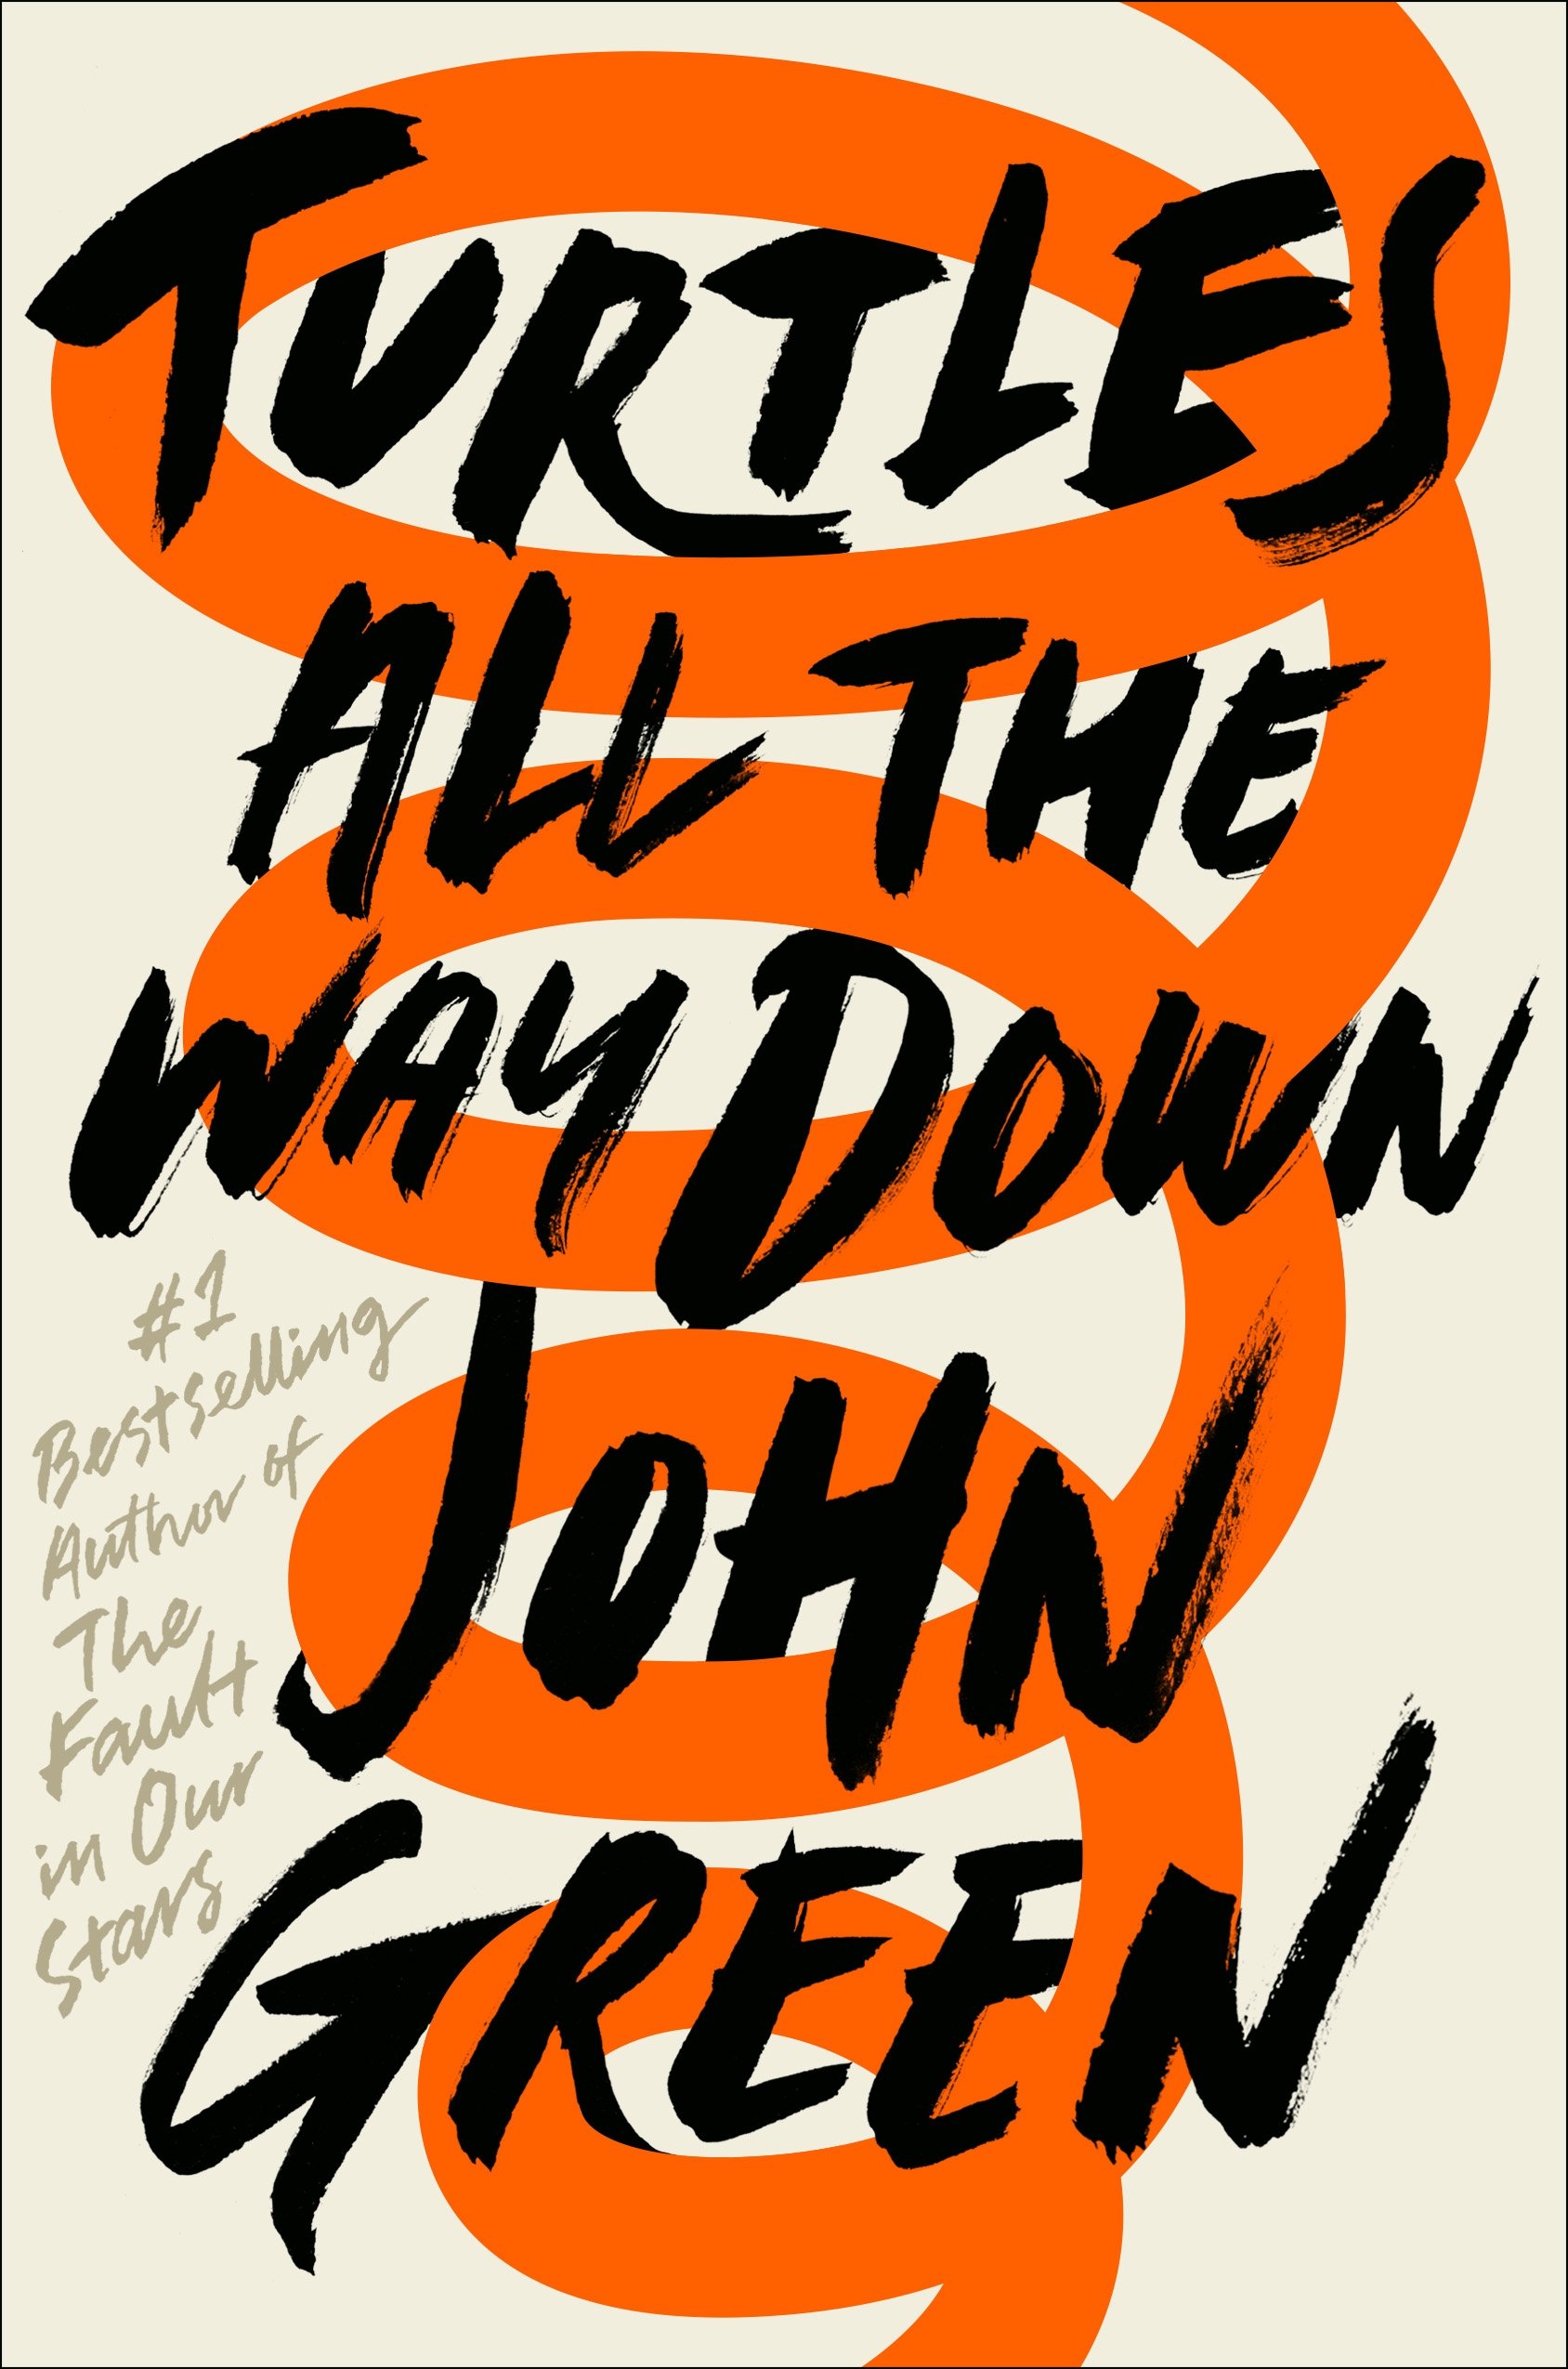 TURTLES
ALL THE
WAY DOWN
JOHN
GREEN
#1
Bestselling
Author of
The
Fault
in Our
Stars